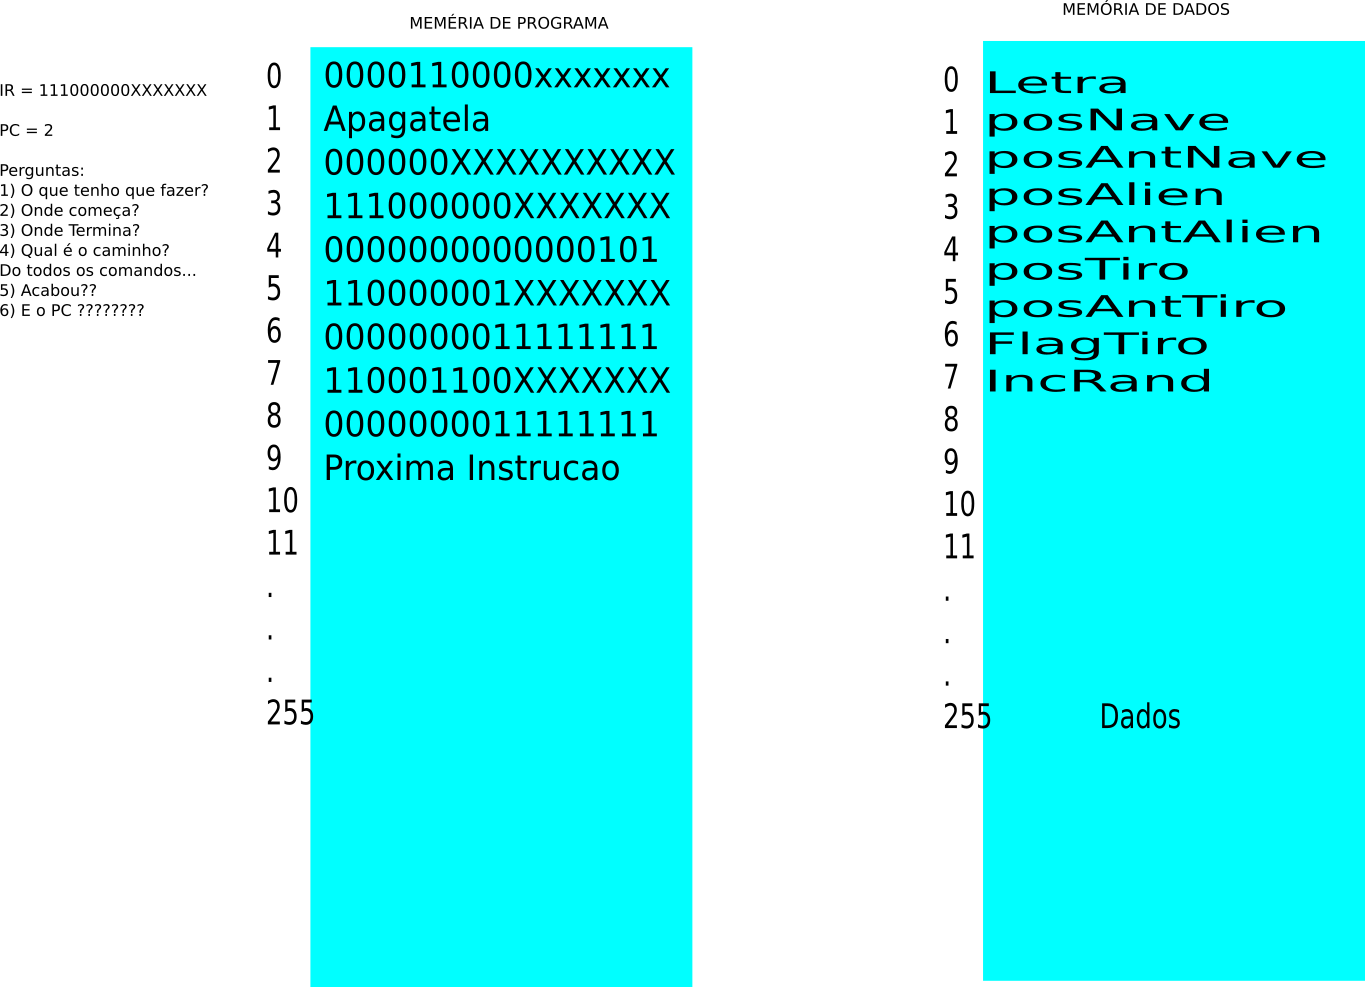 MEMÉRIA DE PROGRAMA
MEMÓRIA DE DADOS
IR = 111000000XXXXXXX
PC = 2
Perguntas:
1) O que tenho que fazer?
2) Onde começa?
3) Onde Termina?
4) Qual é o caminho?
Do todos os comandos...
5) Acabou??
6) E o PC ????????
0 0000110000xxxxxxx
1 Apagatela
2 000000XXXXXXXXXX
3 111000000XXXXXXX
4 0000000000000101
5 110000001XXXXXXX
6 0000000011111111
7 110001100XXXXXXX
8 0000000011111111
9 Proxima Instrucao
10
11
.
.
.
255
0 Letra
1 posNave
2 posAntNave
3 posAlien
4 posAntAlien
5 posTiro
6 posAntTiro
7 FlagTiro
8 IncRand
9
10
11
.
.
.
255 Dados